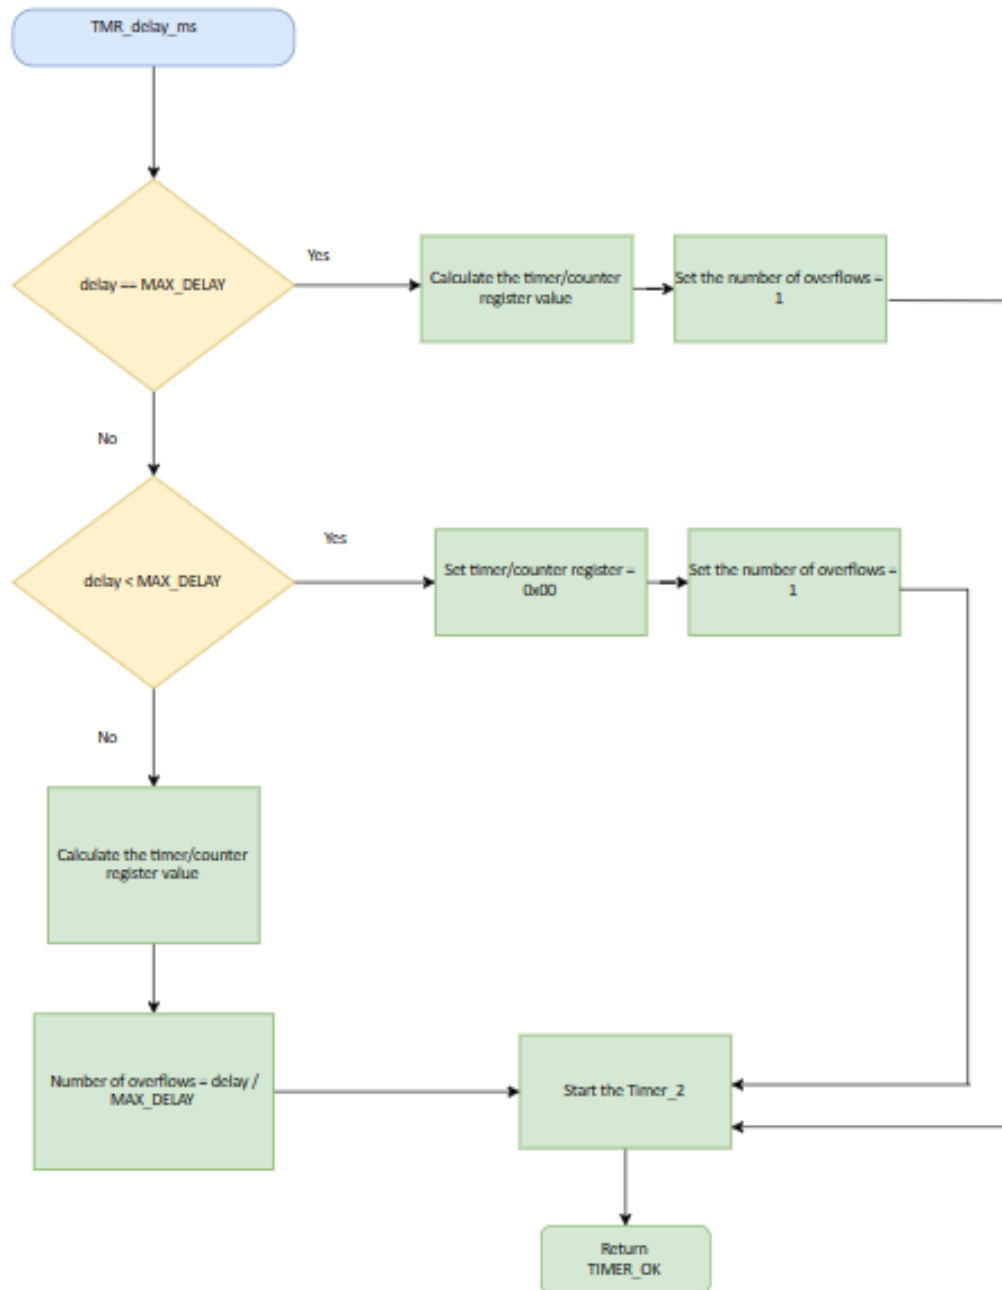 TMR_delay_ms
delay == MAX_DELAY
Yes
Calculate the timer/counter
register value
Set the number of overflows =
1
No
delay < MAX_DELAY
Yes
Set timer/counter register =
0x00
Set the number of overflows =
1
No
Calculate the timer/counter
register value
Number of overflows = delay /
MAX_DELAY
Start the Timer_2
Return
TIMER_OK